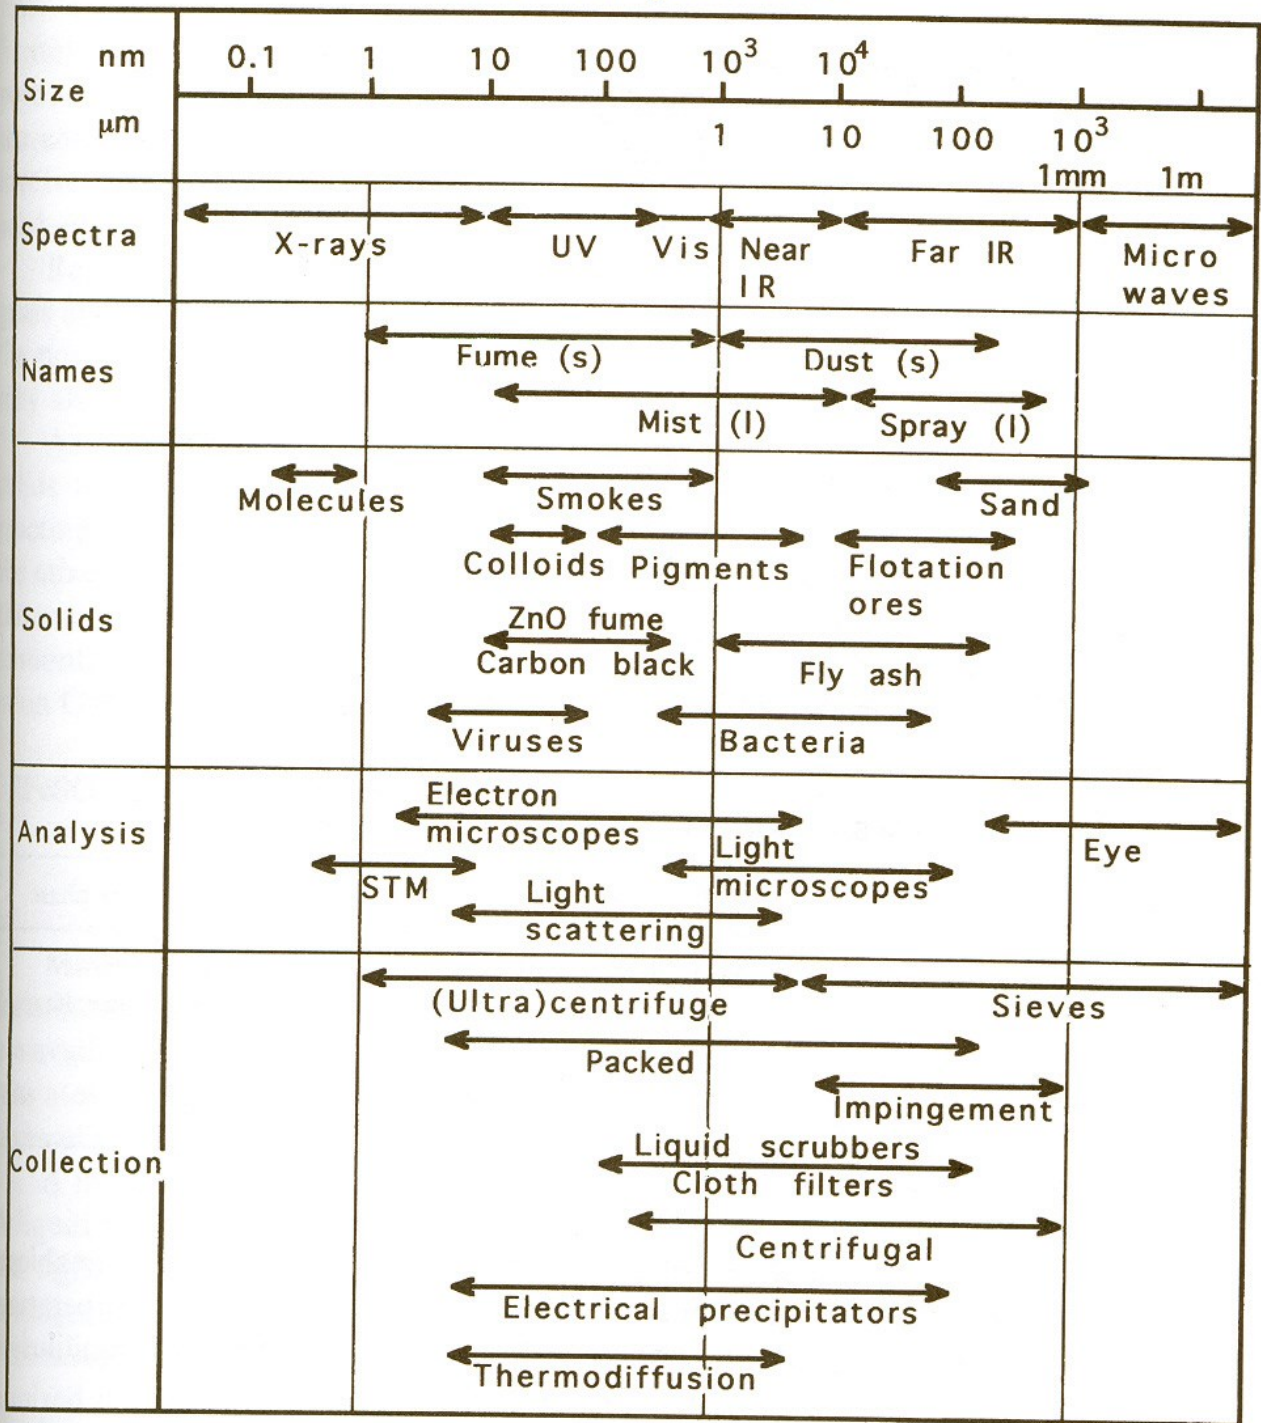 nm 0.1 1 10 100 10³ 10⁴
Size
µm 1 10 100 10³
1mm 1m
Spectra
X-rays UV Vis Near IR Far IR Micro waves
Names
Fume (s) Dust (s)
Mist (l) Spray (l)
Solids
Molecules Smokes Sand
Colloids Pigments Flotation ores
ZnO fume
Carbon black Fly ash
Viruses Bacteria
Analysis
Electron microscopes Eye
STM Light microscopes
Light scattering
Collection
(Ultra)centrifuge Sieves
Packed
Impingement
Liquid scrubbers
Cloth filters
Centrifugal
Electrical precipitators
Thermodiffusion